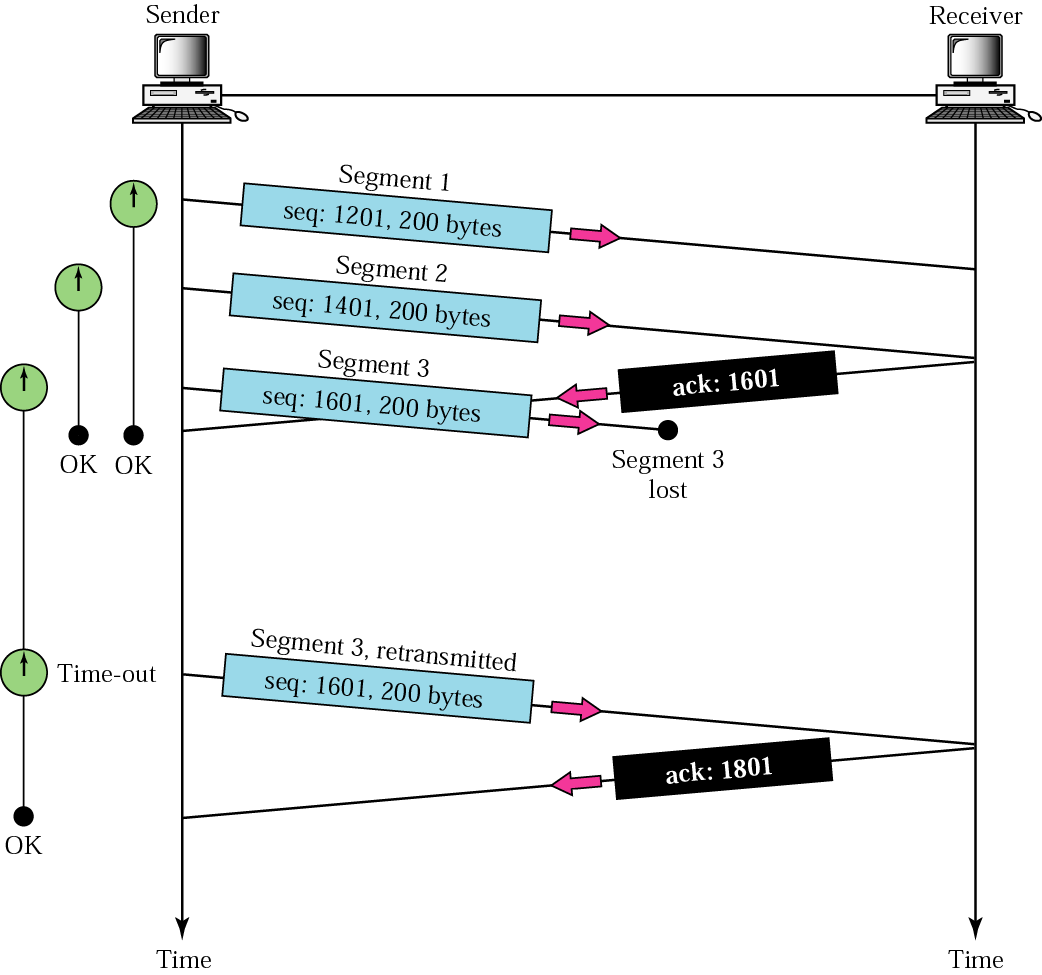 Sender
Receiver
Segment 1
seq: 1201, 200 bytes
Segment 2
seq: 1401, 200 bytes
Segment 3
seq: 1601, 200 bytes
ack: 1601
OK
OK
Segment 3
lost
Segment 3, retransmitted
Time-out
seq: 1601, 200 bytes
ack: 1801
OK
Time
Time